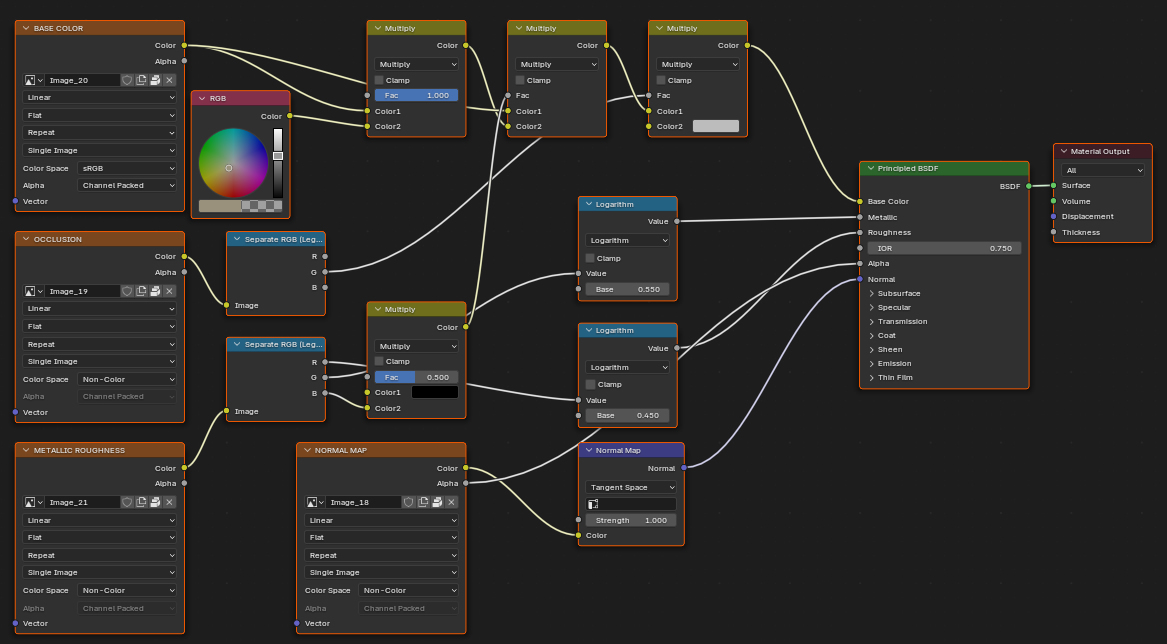 BASE COLOR
Color
Alpha
Image_20
Linear
Flat
Repeat
Single Image
Color Space sRGB
Alpha Channel Packed
Vector
RGB
Color
Multiply
Color
Multiply
Clamp
Fac 1.000
Color1
Color2
Multiply
Color
Multiply
Clamp
Fac
Color1
Color2
Multiply
Color
Multiply
Clamp
Fac
Color1
Color2
OCCLUSION
Color
Alpha
Image_19
Linear
Flat
Repeat
Single Image
Color Space Non-Color
Alpha Channel Packed
Vector
Separate RGB (Leg...
R
G
B
Image
Separate RGB (Leg...
R
G
B
Image
Multiply
Color
Multiply
Clamp
Fac 0.500
Color1
Color2
Logarithm
Value
Logarithm
Clamp
Value
Base 0.550
Logarithm
Value
Logarithm
Clamp
Value
Base 0.450
METALLIC ROUGHNESS
Color
Alpha
Image_21
Linear
Flat
Repeat
Single Image
Color Space Non-Color
Alpha Channel Packed
Vector
NORMAL MAP
Color
Alpha
Image_18
Linear
Flat
Repeat
Single Image
Color Space Non-Color
Alpha Channel Packed
Vector
Normal Map
Normal
Tangent Space
Strength 1.000
Color
Principled BSDF
BSDF
Base Color
Metallic
Roughness
IOR 0.750
Alpha
Normal
Subsurface
Specular
Transmission
Coat
Sheen
Emission
Thin Film
Material Output
All
Surface
Volume
Displacement
Thickness